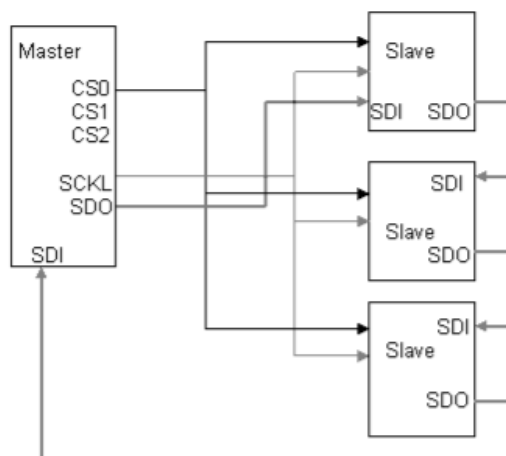 Master
CS0
CS1
CS2
SCKL
SDO
SDI
Slave
SDI SDO
SDI
Slave
SDO
SDI
Slave
SDO